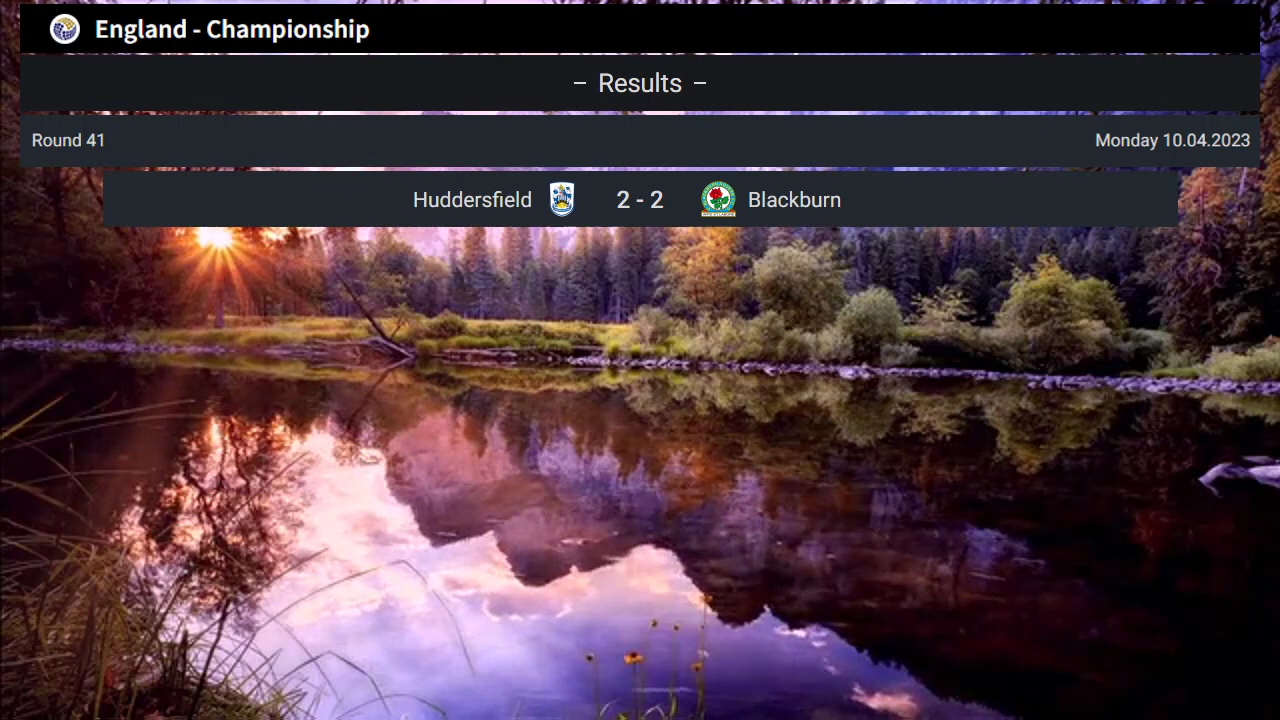 England - Championship
– Results –
Round 41 Monday 10.04.2023
Huddersfield 2 - 2 Blackburn